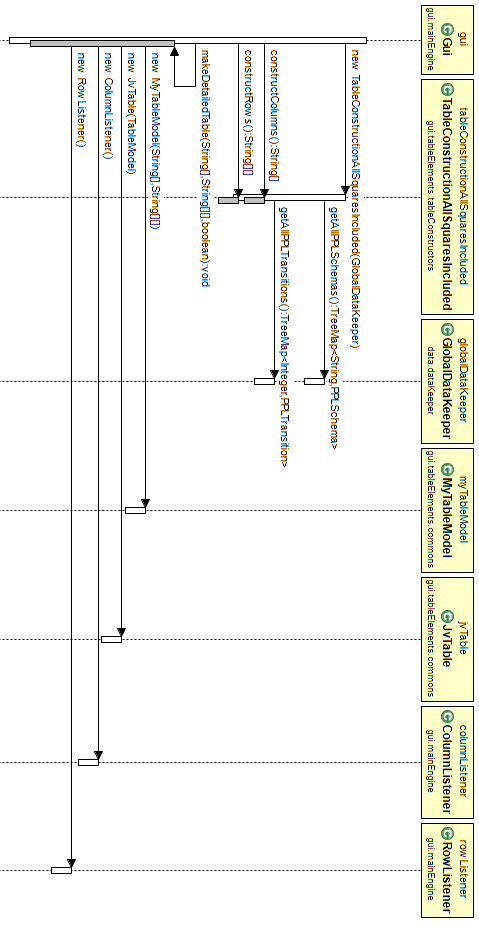 gui
C Gui
gui.mainEngine
tableConstructionAllSquaresIncluded
C TableConstructionAllSquaresIncluded
gui.tableElements.tableConstructors
globalDataKeeper
C GlobalDataKeeper
data.dataKeeper
myTableModel
C MyTableModel
gui.tableElements.commons
jvTable
C JvTable
gui.tableElements.commons
columnListener
C ColumnListener
gui.mainEngine
rowListener
C RowListener
gui.mainEngine
new TableConstructionAllSquaresIncluded(GlobalDataKeeper)
getAllPPLSchemas():TreeMap<String,PPLSchema>
getAllPPLTransitions():TreeMap<Integer,PPLTransition>
constructColumns():String[]
constructRows():String[][]
makeDetailedTable(String[],String[][],boolean):void
new MyTableModel(String[],String[][])
new JvTable(TableModel)
new ColumnListener()
new RowListener()